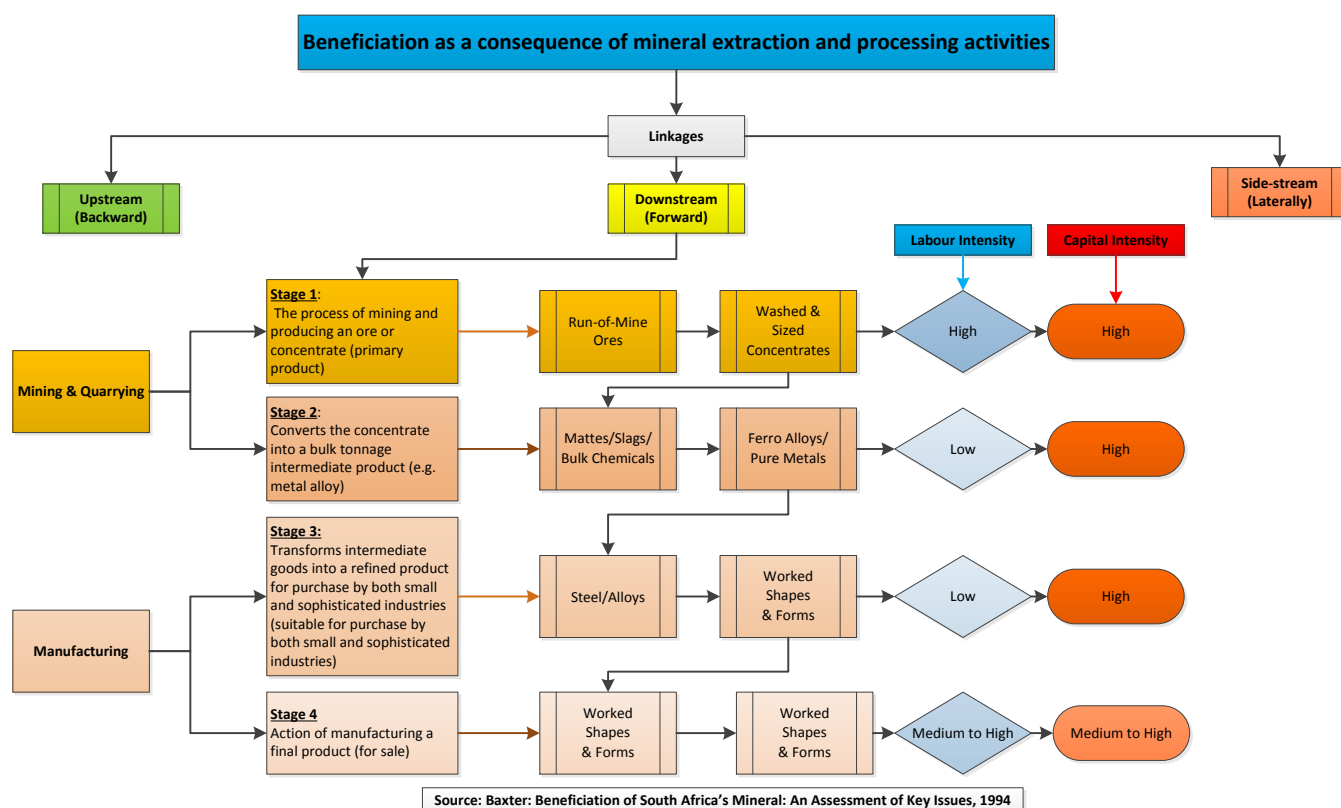 Beneficiation as a consequence of mineral extraction and processing activities
Linkages
Upstream
(Backward)
Downstream
(Forward)
Side-stream
(Laterally)
Labour Intensity
Capital Intensity
Mining & Quarrying
Stage 1:
The process of mining and
producing an ore or
concentrate (primary
product)
Run-of-Mine
Ores
Washed &
Sized
Concentrates
High
High
Stage 2:
Converts the concentrate
into a bulk tonnage
intermediate product (e.g.
metal alloy)
Mattes/Slags/
Bulk Chemicals
Ferro Alloys/
Pure Metals
Low
High
Manufacturing
Stage 3:
Transforms intermediate
goods into a refined product
for purchase by both small
and sophisticated industries
(suitable for purchase by
both small and sophisticated
industries)
Steel/Alloys
Worked
Shapes
& Forms
Low
High
Stage 4
Action of manufacturing a
final product (for sale)
Worked
Shapes
& Forms
Worked
Shapes
& Forms
Medium to High
Medium to High
Source: Baxter: Beneficiation of South Africa's Mineral: An Assessment of Key Issues, 1994